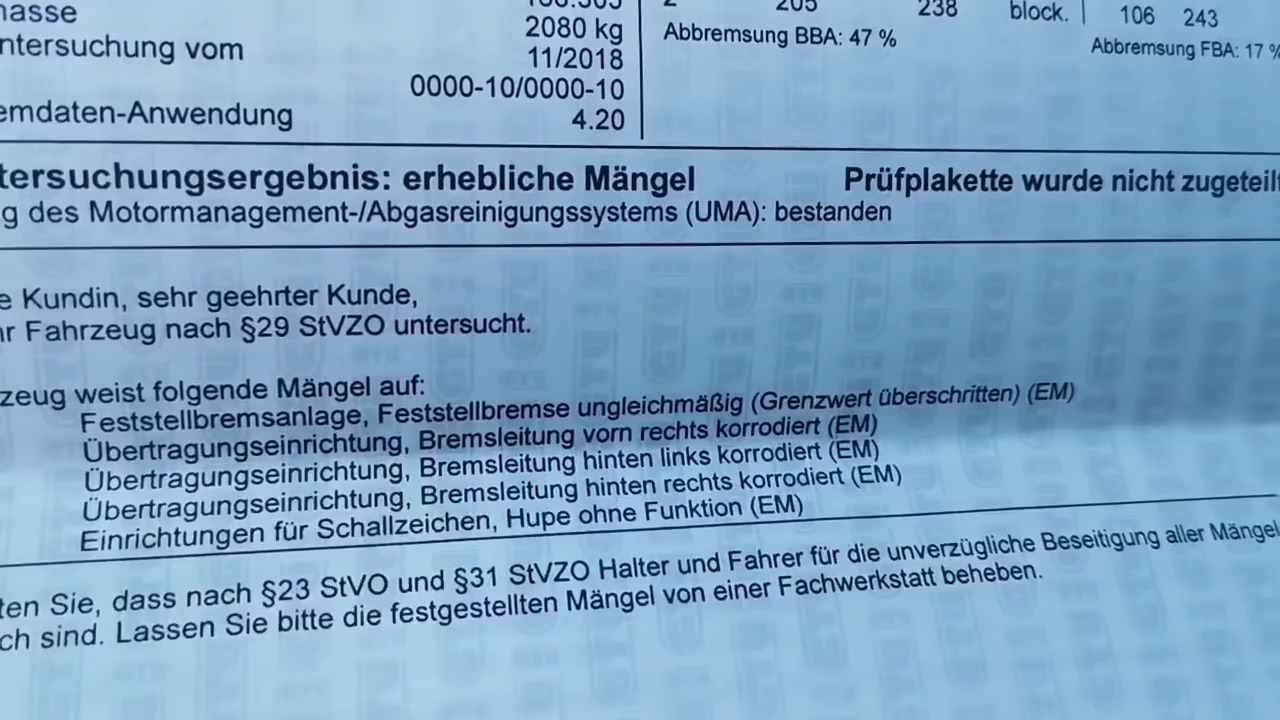 masse
2080 kg
ntersuchung vom
11/2018
0000-10/0000-10
emdaten-Anwendung
4.20
205
238
block.
106 243
Abbremsung BBA: 47 %
Abbremsung FBA: 17 %
tersuchungsergebnis: erhebliche Mängel
Prüfplakette wurde nicht zugeteilt
g des Motormanagement-/Abgasreinigungssystems (UMA): bestanden
e Kundin, sehr geehrter Kunde,
hr Fahrzeug nach §29 StVZO untersucht.
zeug weist folgende Mängel auf:
Feststellbremsanlage, Feststellbremse ungleichmäßig (Grenzwert überschritten) (EM)
Übertragungseinrichtung, Bremsleitung vorn rechts korrodiert (EM)
Übertragungseinrichtung, Bremsleitung hinten links korrodiert (EM)
Übertragungseinrichtung, Bremsleitung hinten rechts korrodiert (EM)
Einrichtungen für Schallzeichen, Hupe ohne Funktion (EM)
ten Sie, dass nach §23 StVO und §31 StVZO Halter und Fahrer für die unverzügliche Beseitigung aller Mängel
ch sind. Lassen Sie bitte die festgestellten Mängel von einer Fachwerkstatt beheben.